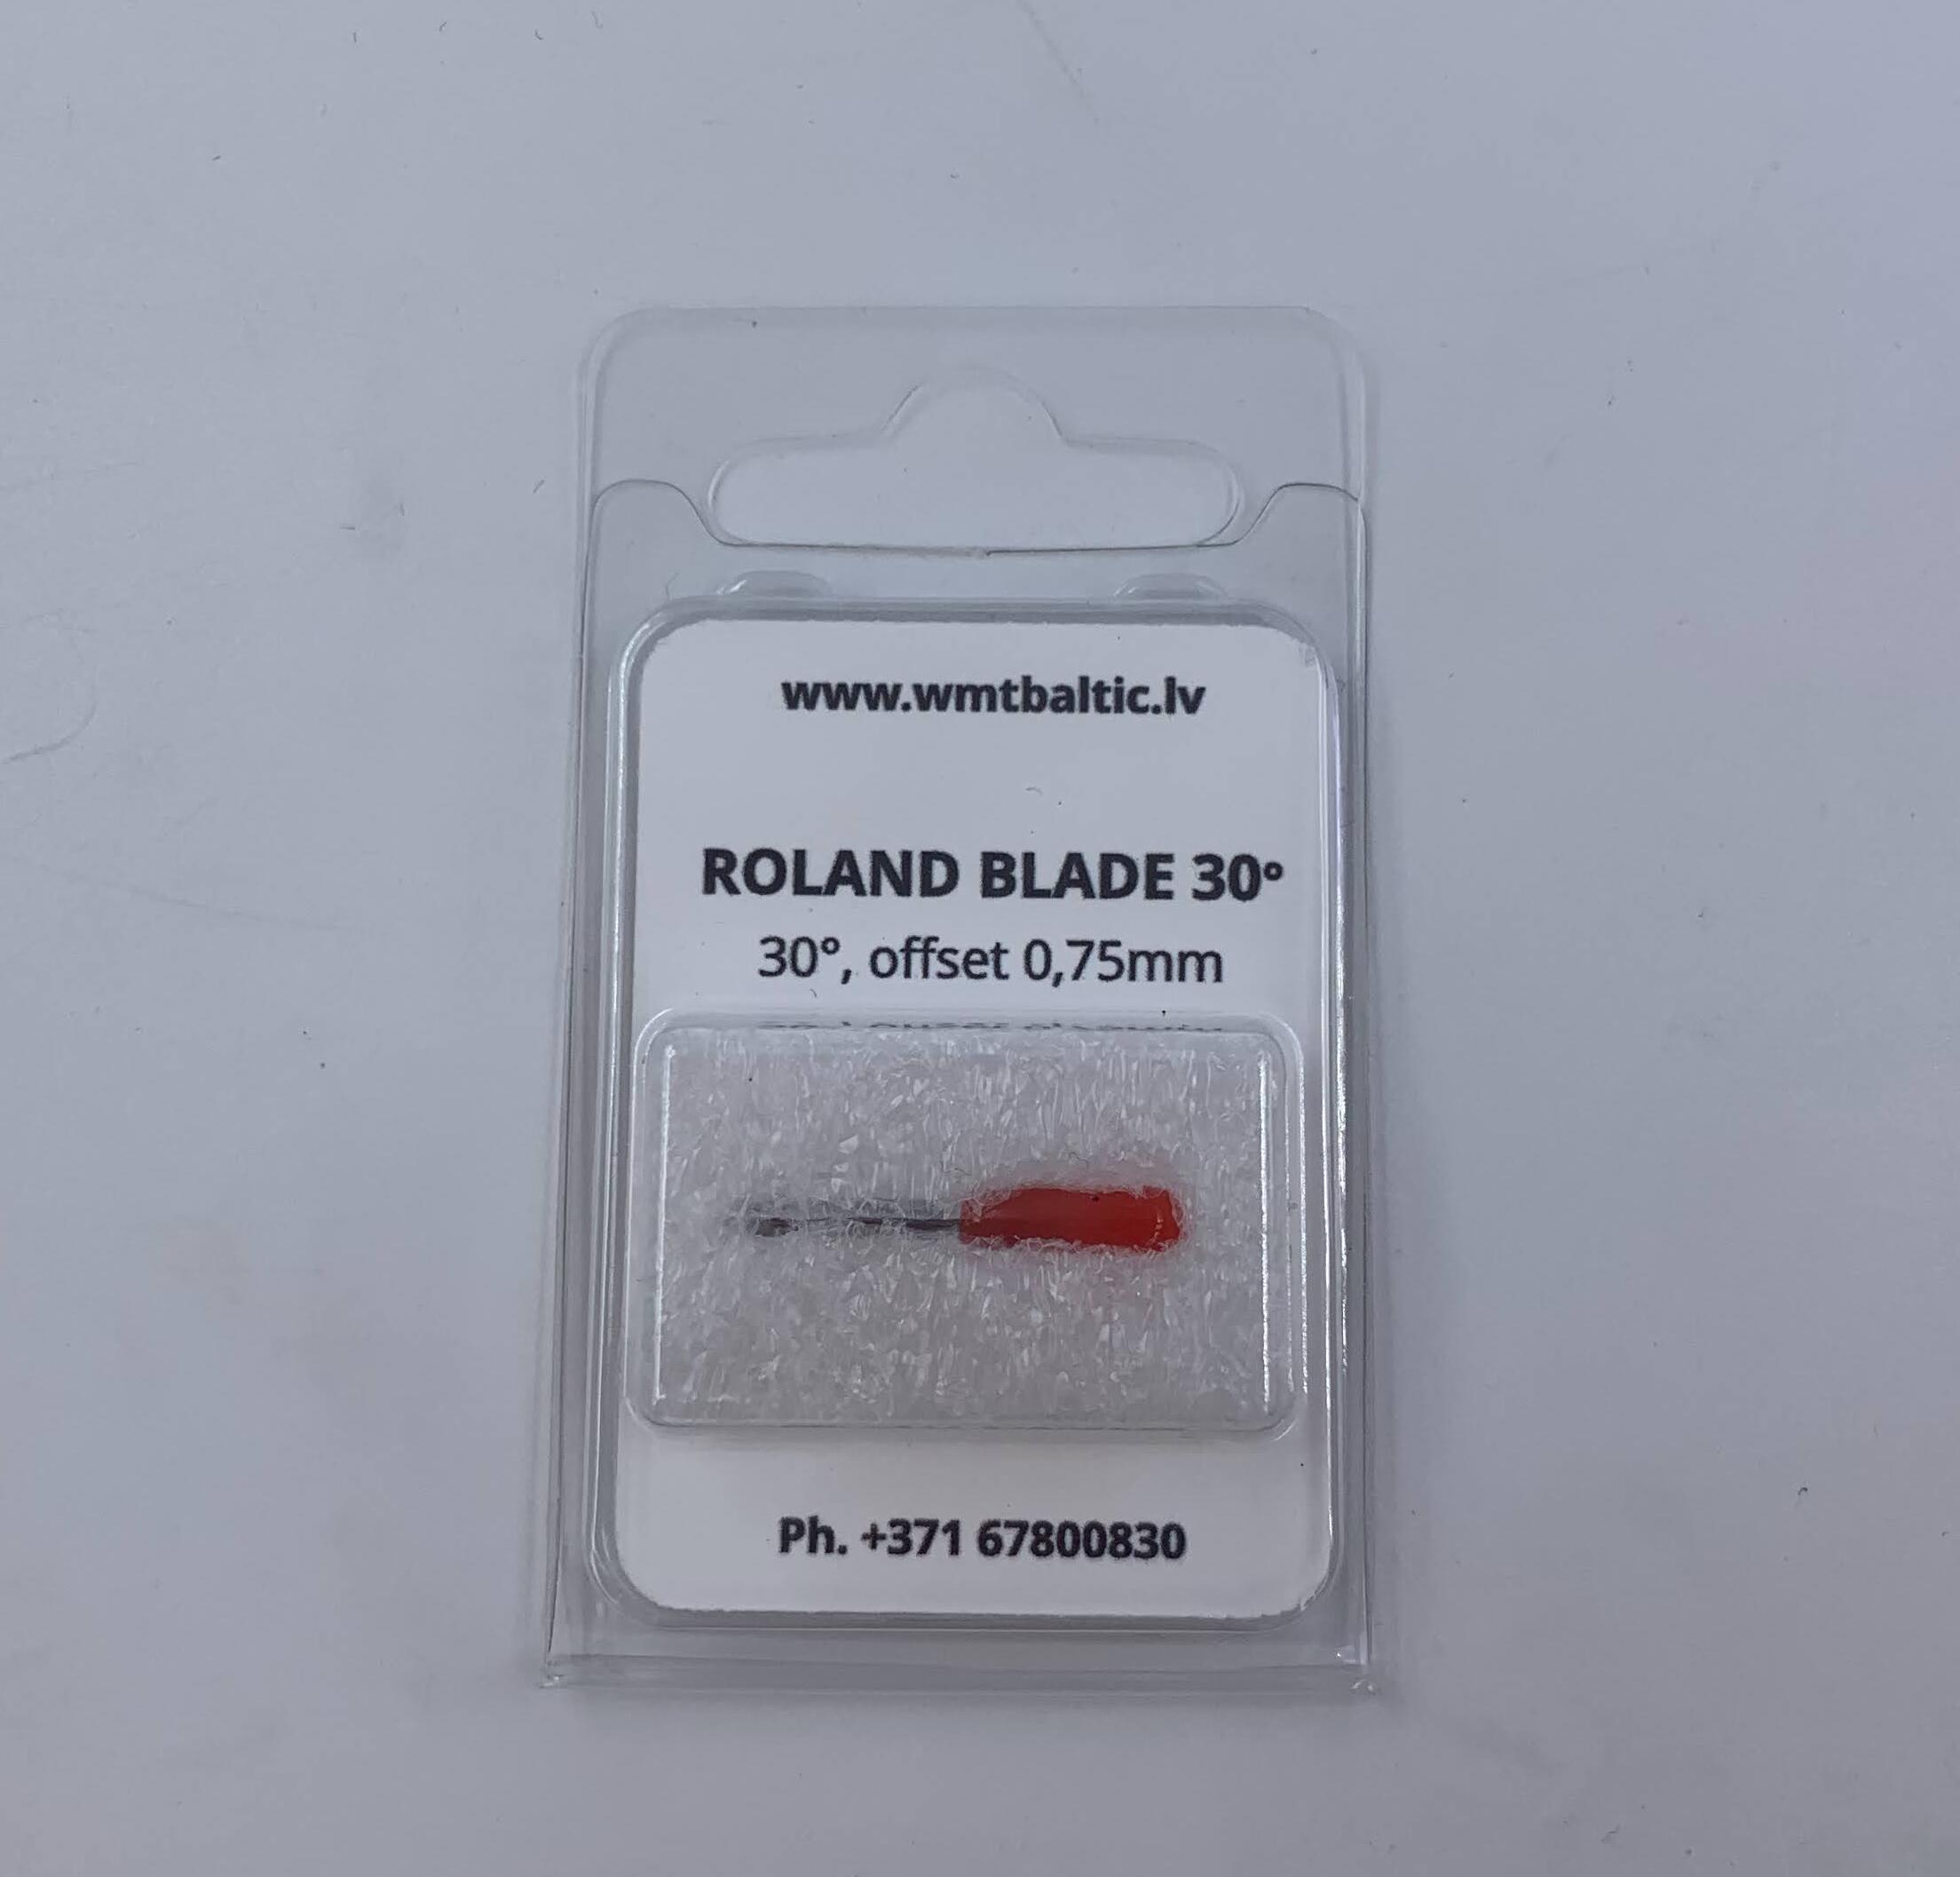 www.wmtbaltic.lv
ROLAND BLADE 30°
30°, offset 0,75mm
Ph. +371 67800830